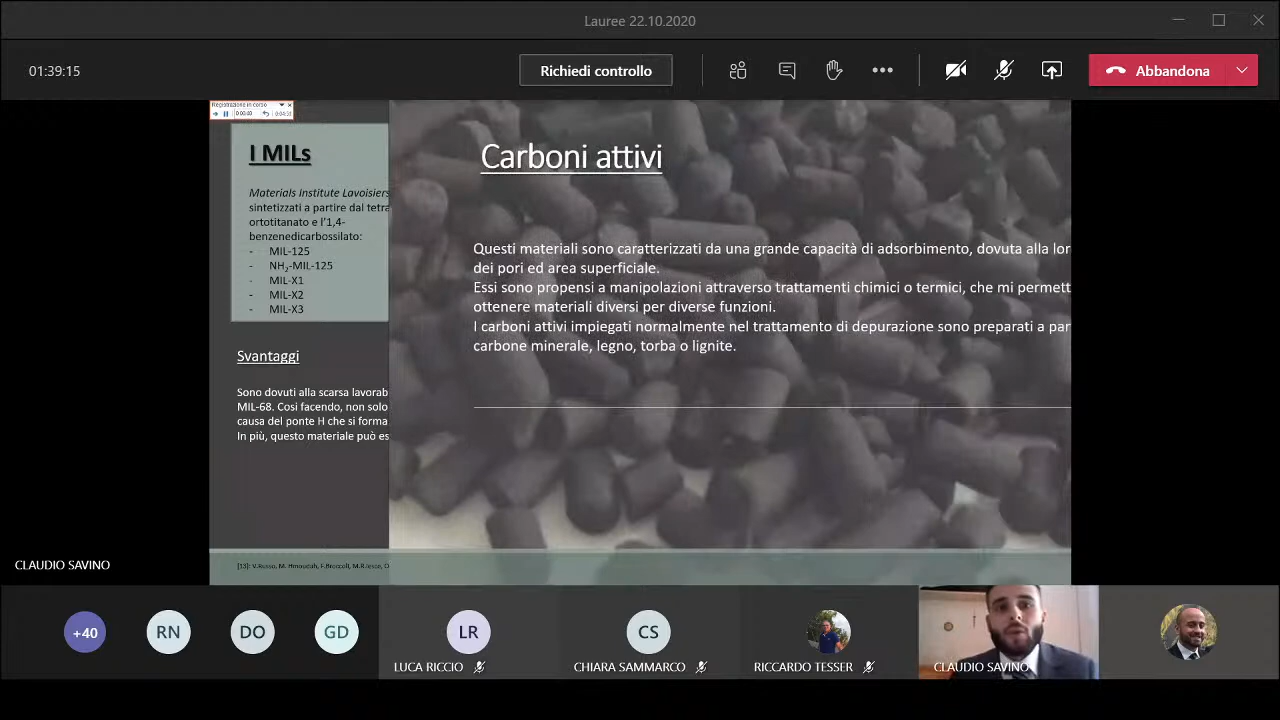 Lauree 22.10.2020
01:39:15
Richiedi controllo
Abbandona
Registrazione in corso
I MILs
Materials Institute Lavoisiers
sintetizzati a partire dal tetra
ortotitanato e l'1,4-
benzenedicarbossilato:
- MIL-125
- NH2-MIL-125
- MIL-X1
- MIL-X2
- MIL-X3
Svantaggi
Sono dovuti alla scarsa lavorab
MIL-68. Cosi facendo, non solo
causa del ponte H che si forma
In più, questo materiale può es
Carboni attivi
Questi materiali sono caratterizzati da una grande capacità di adsorbimento, dovuta alla lor
dei pori ed area superficiale.
Essi sono propensi a manipolazioni attraverso trattamenti chimici o termici, che mi permett
ottenere materiali diversi per diverse funzioni.
I carboni attivi impiegati normalmente nel trattamento di depurazione sono preparati a par
carbone minerale, legno, torba o lignite.
[13]: V.Russo, M.
CLAUDIO SAVINO
+40
RN
DO
GD
LR
LUCA RICCIO
CS
CHIARA SAMMARCO
RICCARDO TESSER
CLAUDIO SAVINO